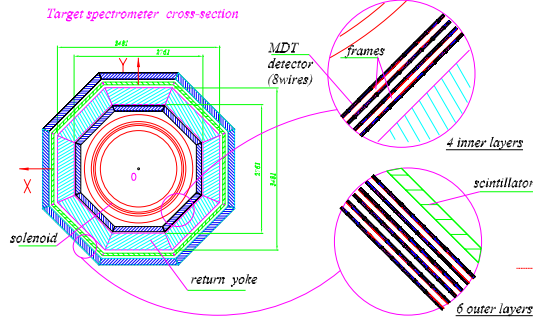 Target spectrometer cross-section
Y
X
0
solenoid
return yoke
MDT
detector
(8wires)
frames
4 inner layers
scintillator
6 outer layers